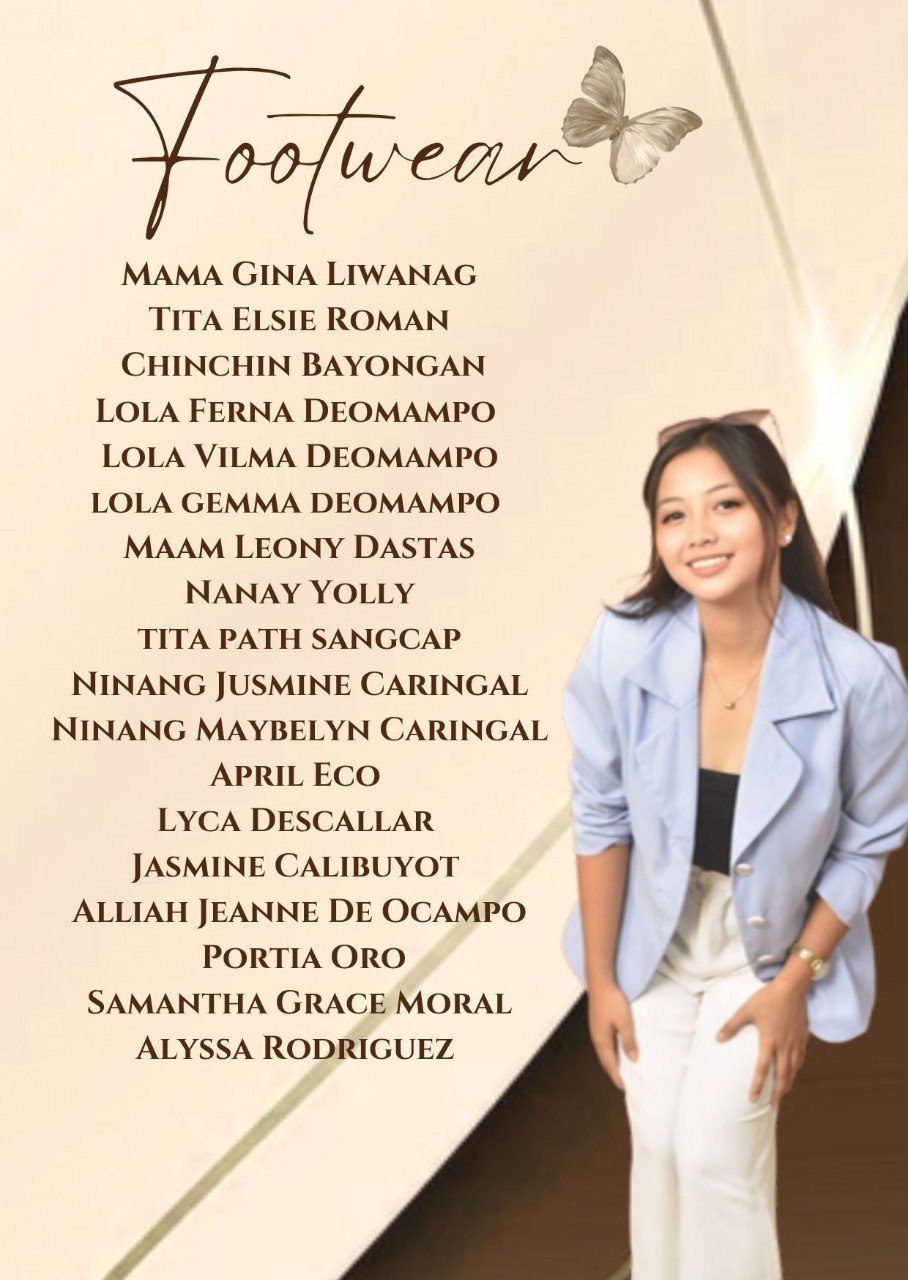 Footwear
Mama Gina Liwanag
Tita Elsie Roman
Chinchin Bayongan
Lola Ferna Deomampo
Lola Vilma Deomampo
lola gemma deomampo
Maam Leony Dastas
Nanay Yolly
tita path sangcap
Ninang Jusmine Caringal
Ninang Maybelyn Caringal
April Eco
Lyca Descallar
Jasmine Calibuyot
Alliah Jeanne De Ocampo
Portia Oro
Samantha Grace Moral
Alyssa Rodriguez